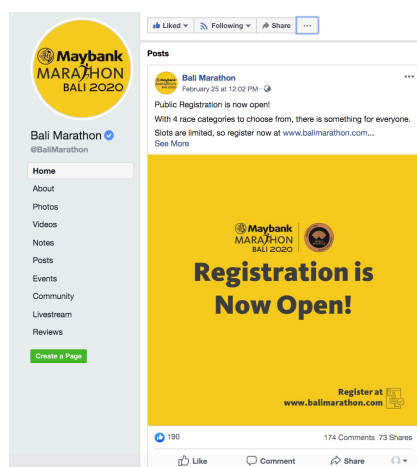 Maybank
MARATHON
BALI 2020
Bali Marathon
@BaliMarathon
Home
About
Photos
Videos
Notes
Posts
Events
Community
Livestream
Reviews
Create a Page
Liked Following Share ...
Posts
Bali Marathon ...
February 25 at 12:02 PM ·
Public Registration is now open!
With 4 race categories to choose from, there is something for everyone.
Slots are limited, so register now at www.balimarathon.com...
See More
Maybank
MARATHON
BALI 2020
Registration is
Now Open!
Register at
www.balimarathon.com
190 174 Comments 73 Shares
Like Comment Share